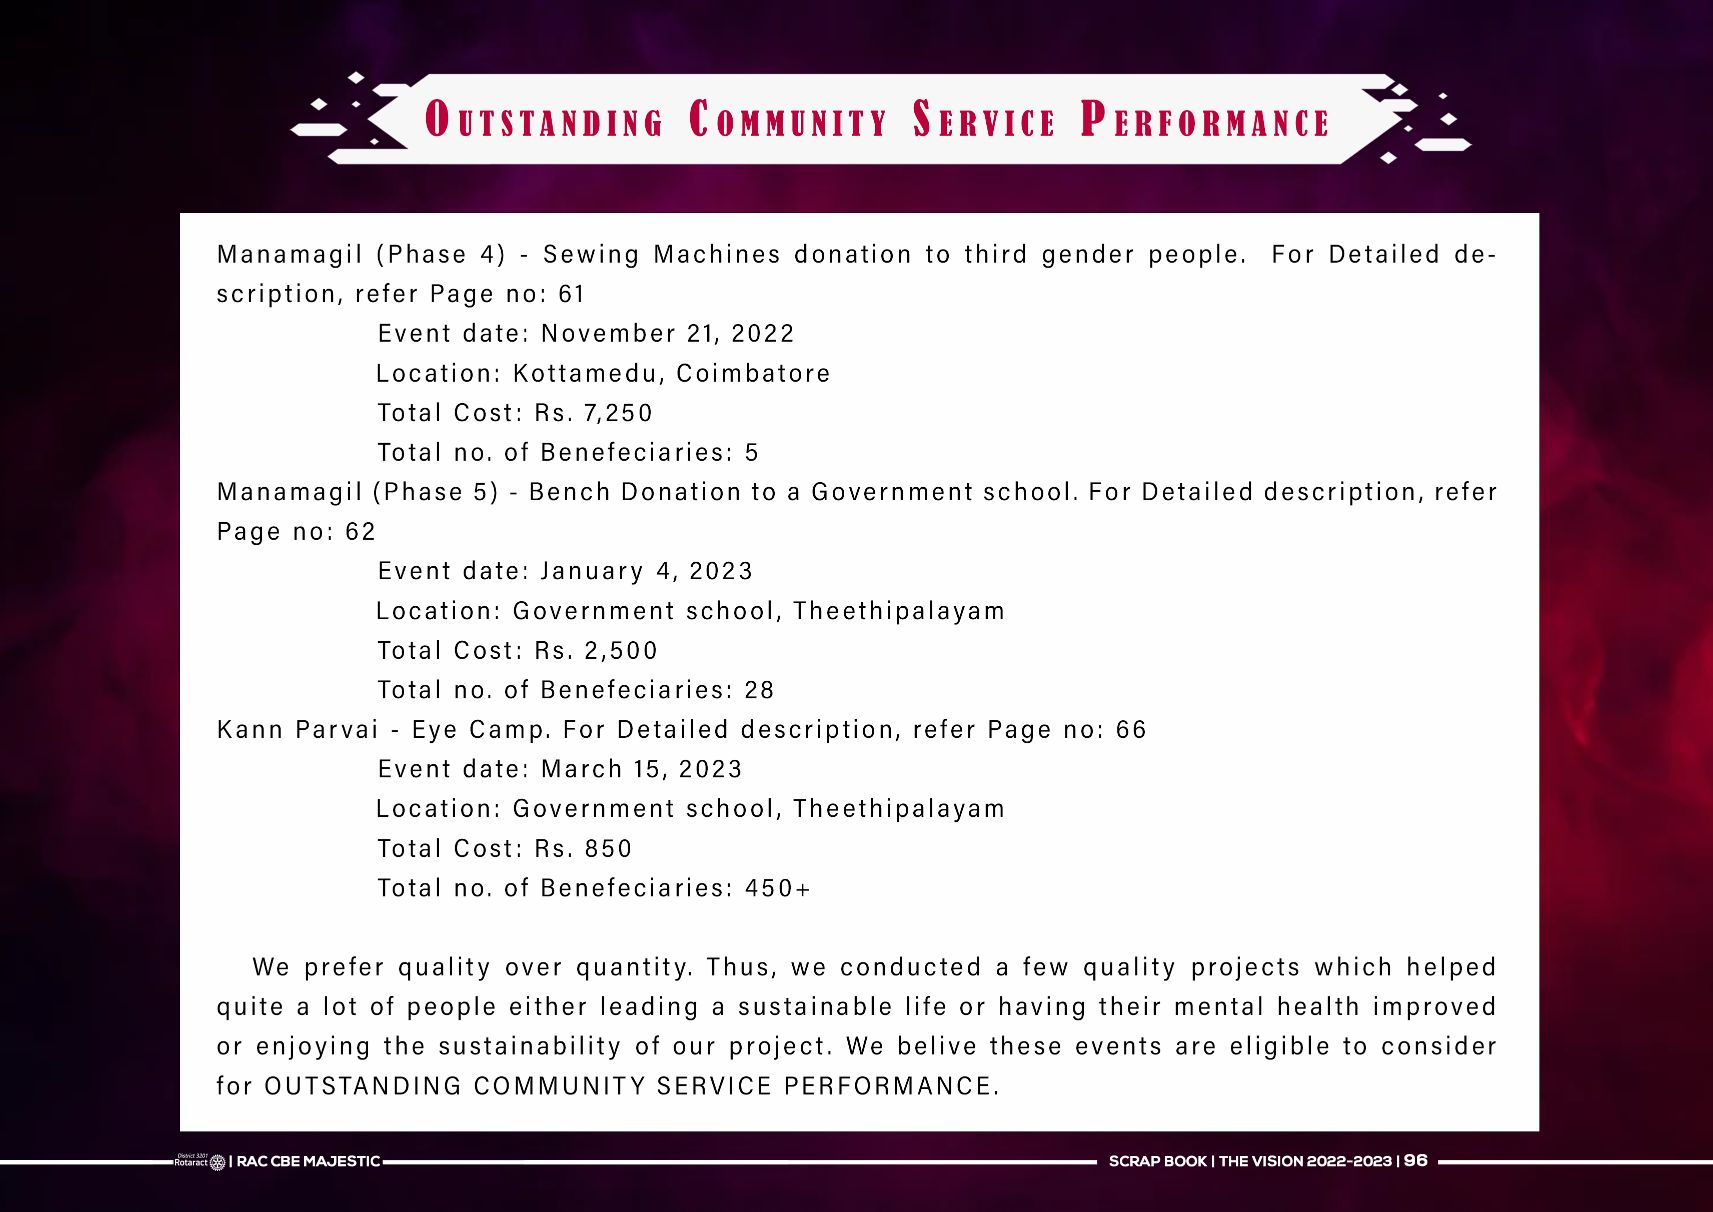 OUTSTANDING COMMUNITY SERVICE PERFORMANCE
Manamagil (Phase 4) - Sewing Machines donation to third gender people.  For Detailed de-
scription, refer Page no: 61
Event date: November 21, 2022
Location: Kottamedu, Coimbatore
Total Cost: Rs. 7,250
Total no. of Benefeciaries: 5
Manamagil (Phase 5) - Bench Donation to a Government school. For Detailed description, refer
Page no: 62
Event date: January 4, 2023
Location: Government school, Theethipalayam
Total Cost: Rs. 2,500
Total no. of Benefeciaries: 28
Kann Parvai - Eye Camp. For Detailed description, refer Page no: 66
Event date: March 15, 2023
Location: Government school, Theethipalayam
Total Cost: Rs. 850
Total no. of Benefeciaries: 450+
We prefer quality over quantity. Thus, we conducted a few quality projects which helped
quite a lot of people either leading a sustainable life or having their mental health improved
or enjoying the sustainability of our project. We belive these events are eligible to consider
for OUTSTANDING COMMUNITY SERVICE PERFORMANCE.
District 3201
Rotaract | RAC CBE MAJESTIC
SCRAP BOOK | THE VISION 2022-2023 | 96